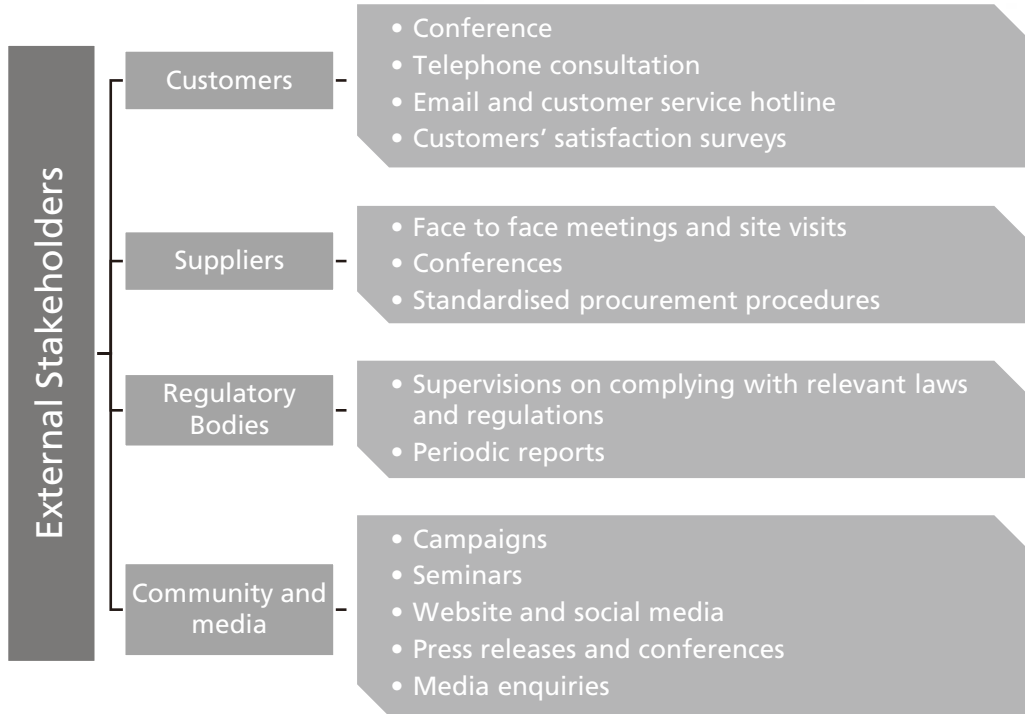 External Stakeholders
Customers
• Conference
• Telephone consultation
• Email and customer service hotline
• Customers’ satisfaction surveys
Suppliers
• Face to face meetings and site visits
• Conferences
• Standardised procurement procedures
Regulatory
Bodies
• Supervisions on complying with relevant laws
and regulations
• Periodic reports
Community and
media
• Campaigns
• Seminars
• Website and social media
• Press releases and conferences
• Media enquiries